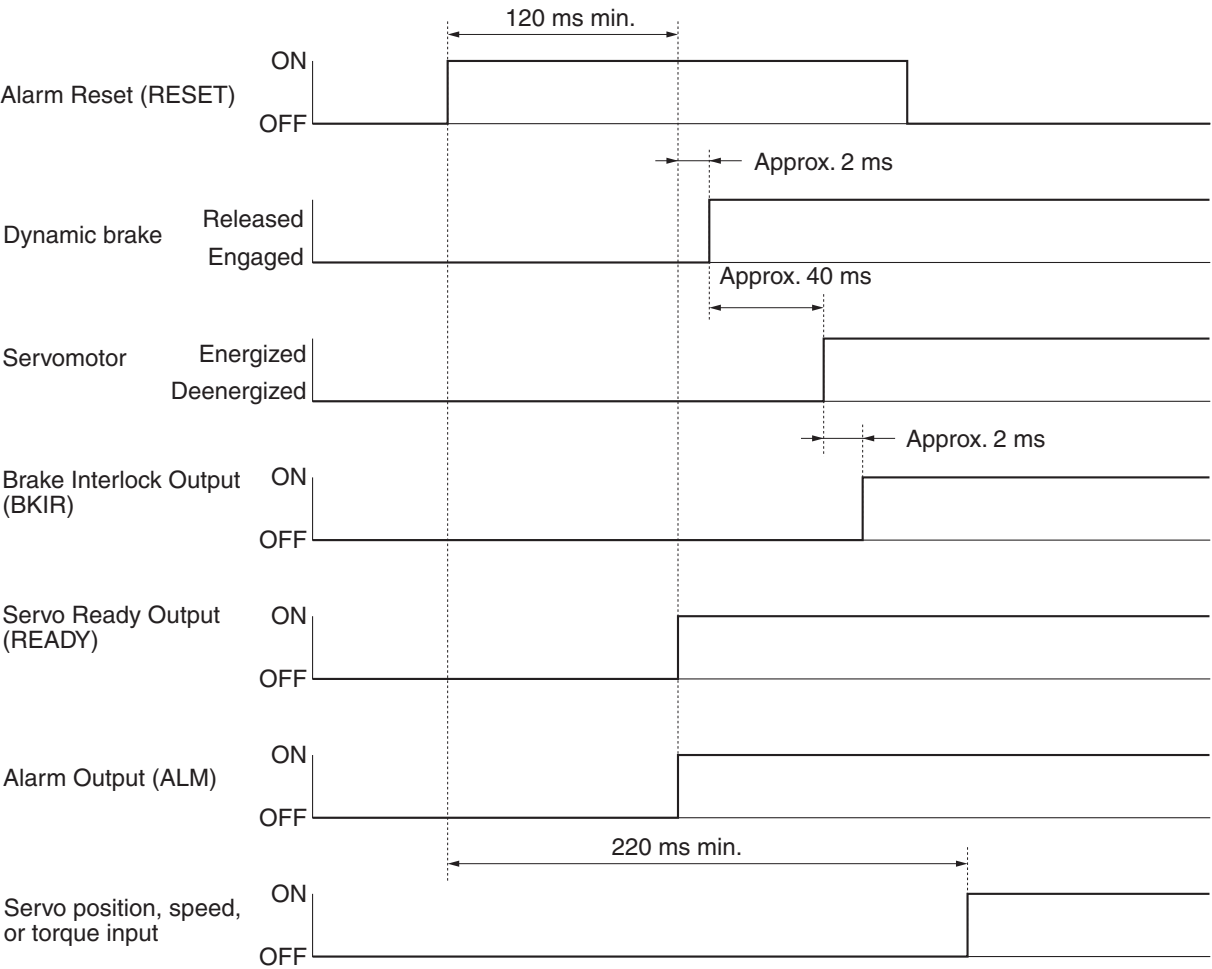 120 ms min.
ON
Alarm Reset (RESET)
OFF
Approx. 2 ms
Released
Dynamic brake
Engaged
Approx. 40 ms
Energized
Servomotor
Deenergized
Approx. 2 ms
Brake Interlock Output
(BKIR)
ON
OFF
Servo Ready Output
(READY)
ON
OFF
ON
Alarm Output (ALM)
OFF
220 ms min.
ON
Servo position, speed,
or torque input
OFF